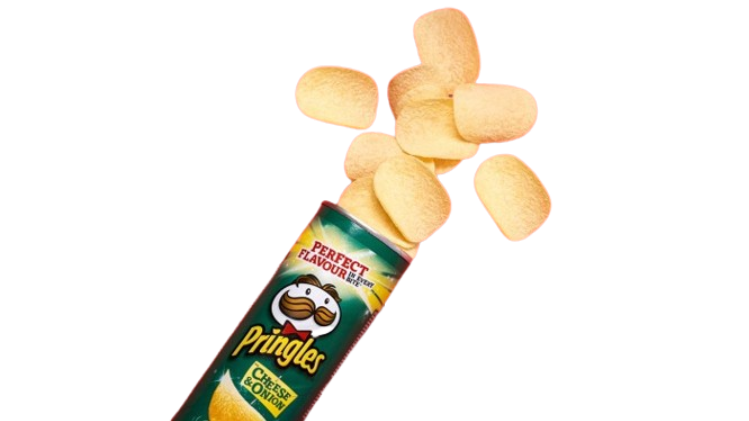 PERFECT
FLAVOUR IN EVERY
BITE
Pringles
CHEESE
& ONION